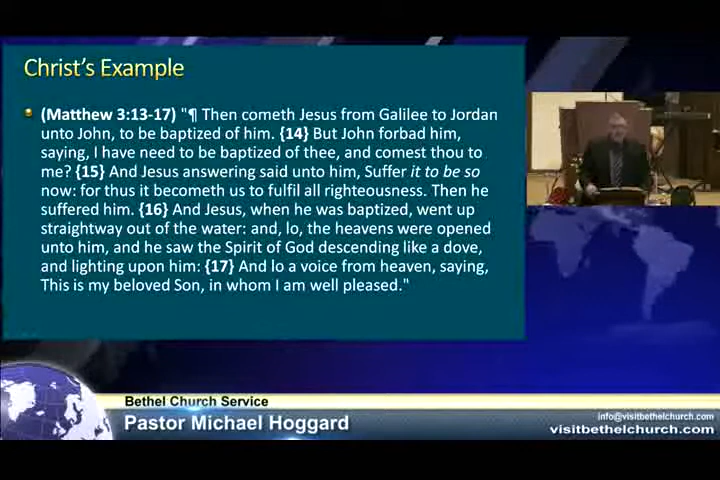 Christ's Example
(Matthew 3:13-17) "¶ Then cometh Jesus from Galilee to Jordan
unto John, to be baptized of him. {14} But John forbad him,
saying, I have need to be baptized of thee, and comest thou to
me? {15} And Jesus answering said unto him, Suffer it to be so
now: for thus it becometh us to fulfil all righteousness. Then he
suffered him. {16} And Jesus, when he was baptized, went up
straightway out of the water: and, lo, the heavens were opened
unto him, and he saw the Spirit of God descending like a dove,
and lighting upon him: {17} And lo a voice from heaven, saying,
This is my beloved Son, in whom I am well pleased."
Bethel Church Service
Pastor Michael Hoggard
info@visitbethelchurch.com
visitbethelchurch.com